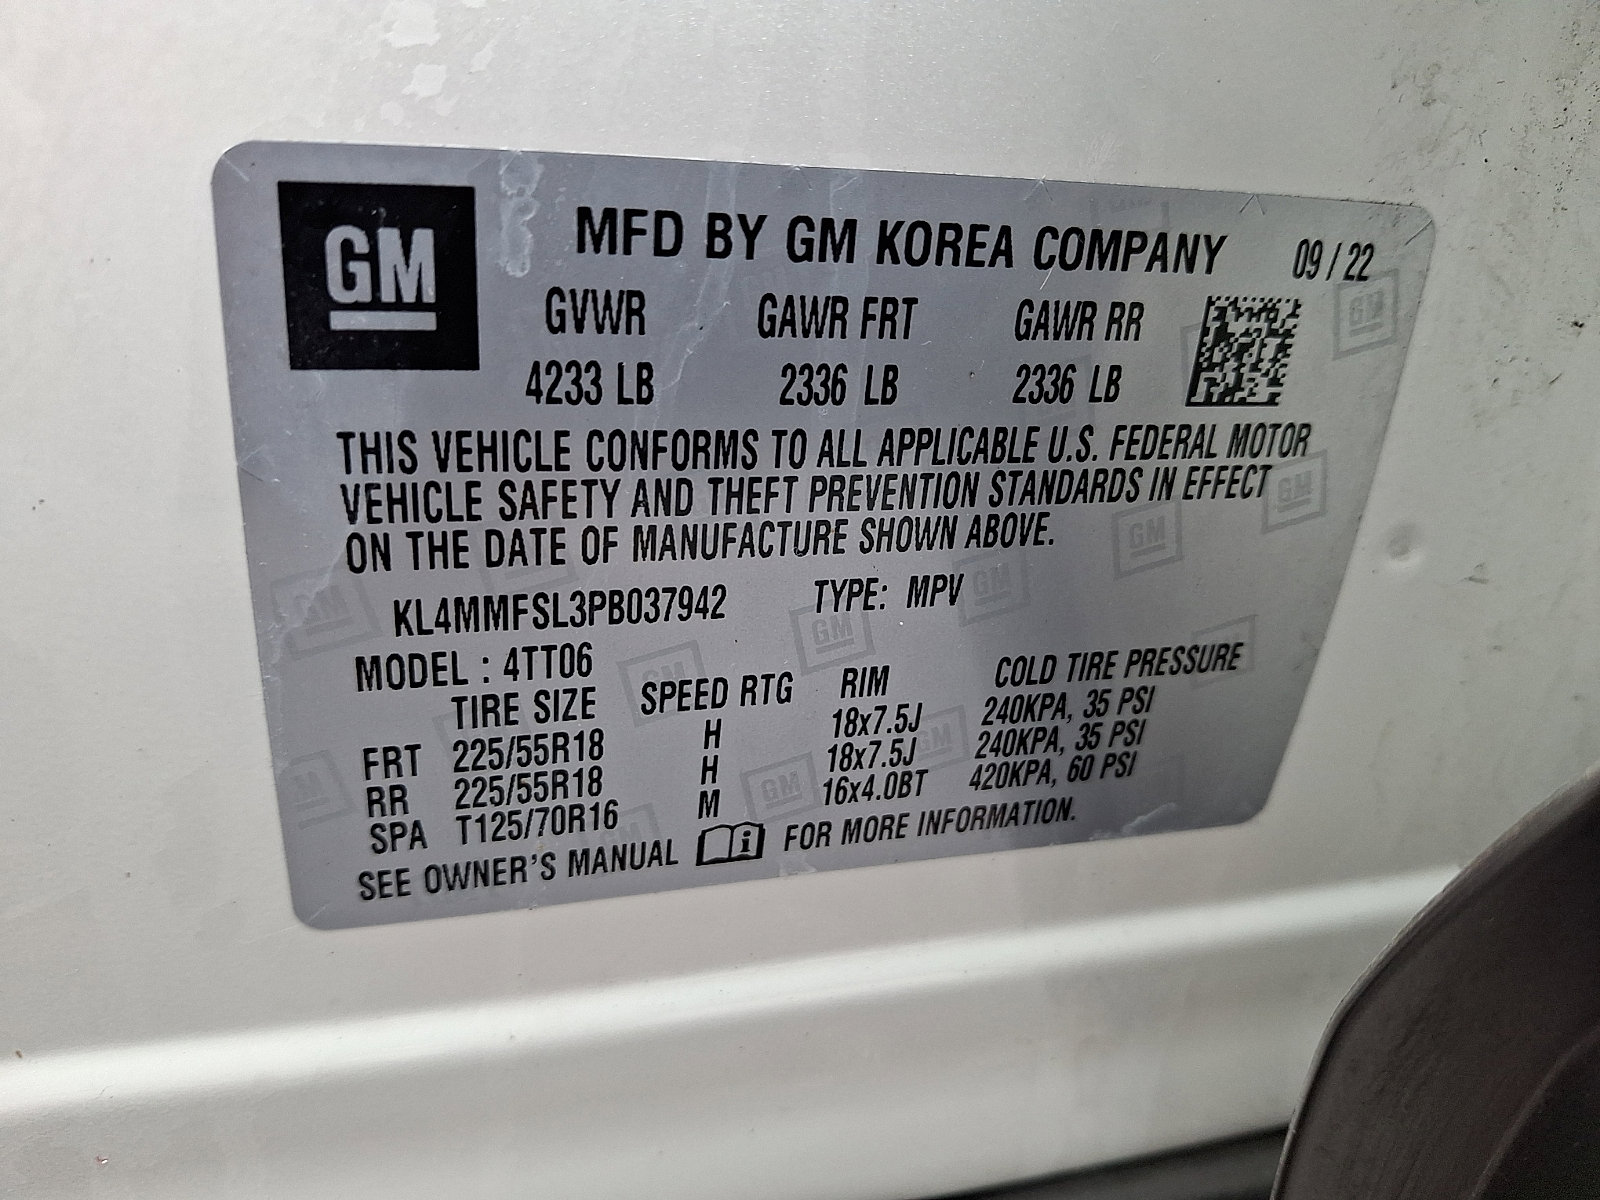 GM
MFD BY GM KOREA COMPANY 09 / 22
GVWR GAWR FRT GAWR RR
4233 LB 2336 LB 2336 LB
THIS VEHICLE CONFORMS TO ALL APPLICABLE U.S. FEDERAL MOTOR
VEHICLE SAFETY AND THEFT PREVENTION STANDARDS IN EFFECT
ON THE DATE OF MANUFACTURE SHOWN ABOVE.
KL4MMFSL3PB037942 TYPE: MPV
MODEL : 4TT06
TIRE SIZE SPEED RTG RIM COLD TIRE PRESSURE
FRT 225/55R18 H 18x7.5J 240KPA, 35 PSI
RR 225/55R18 H 18x7.5J 240KPA, 35 PSI
SPA T125/70R16 M 16x4.0BT 420KPA, 60 PSI
SEE OWNER'S MANUAL i FOR MORE INFORMATION.